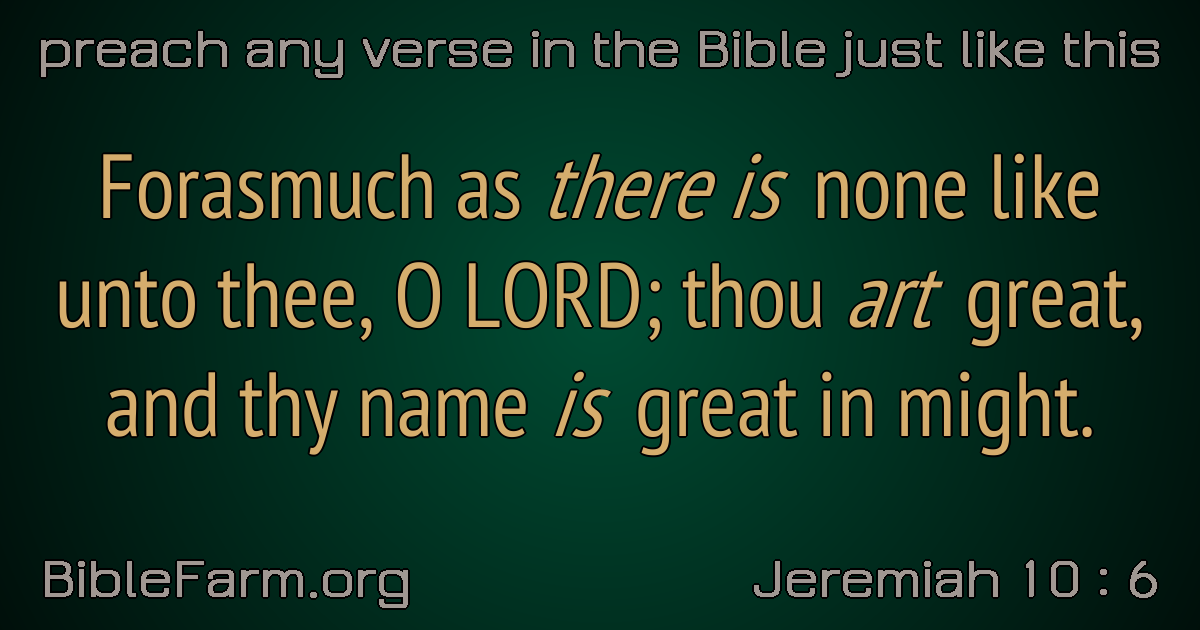 preach any verse in the Bible just like this
Forasmuch as there is none like
unto thee, O LORD; thou art great,
and thy name is great in might.
BibleFarm.org
Jeremiah 10 : 6